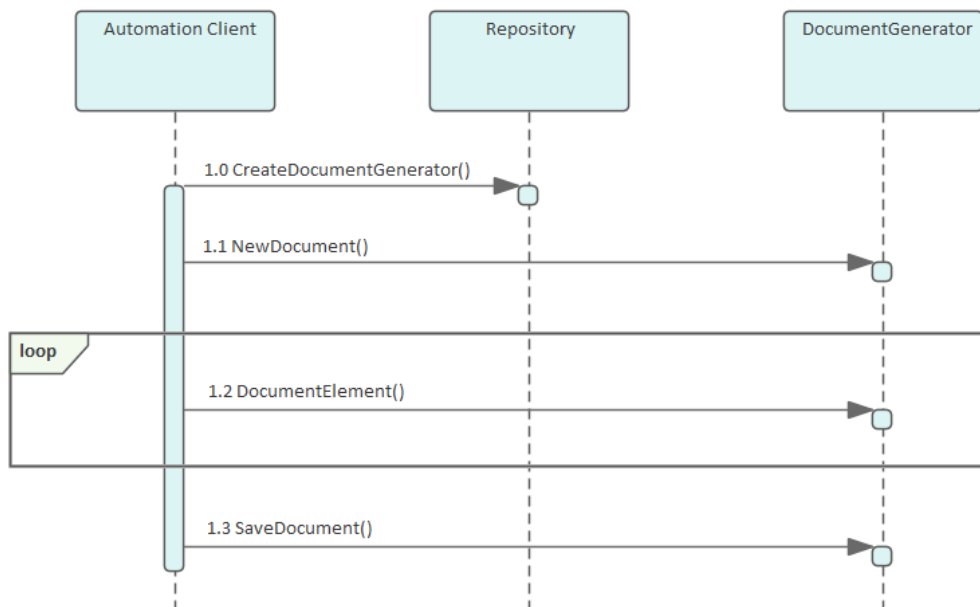 Automation Client
Repository
DocumentGenerator
1.0 CreateDocumentGenerator()
1.1 NewDocument()
loop
1.2 DocumentElement()
1.3 SaveDocument()